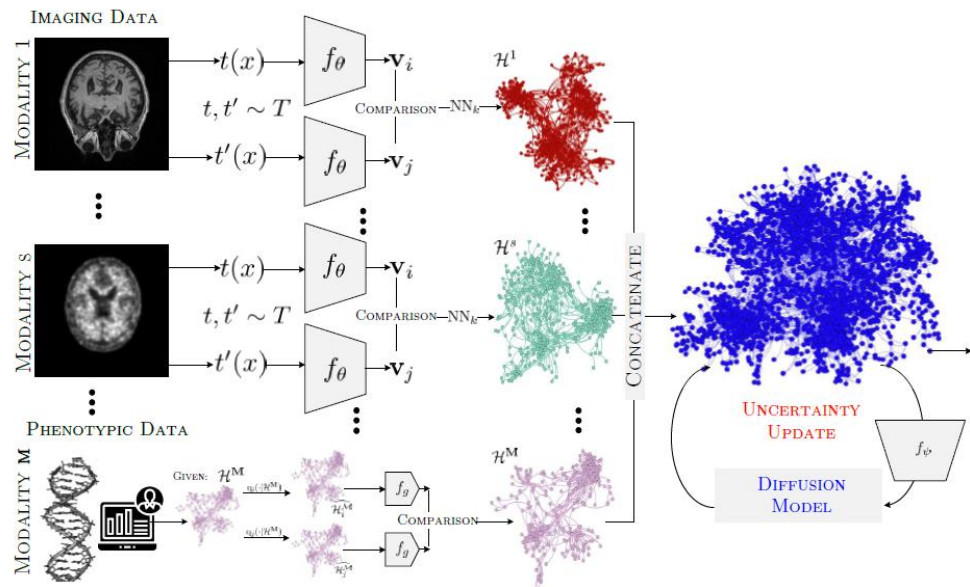 IMAGING DATA
MODALITY 1
t(x)
f_θ
v_i
t, t′ ∼ T
COMPARISON
NN_k
t′(x)
f_θ
v_j
H^1
MODALITY S
t(x)
f_θ
v_i
t, t′ ∼ T
COMPARISON
NN_k
t′(x)
f_θ
v_j
H^s
CONCATENATE
PHENOTYPIC DATA
MODALITY M
GIVEN:
H^M
f_g
COMPARISON
f_g
H^M
UNCERTAINTY
UPDATE
f_ψ
DIFFUSION
MODEL